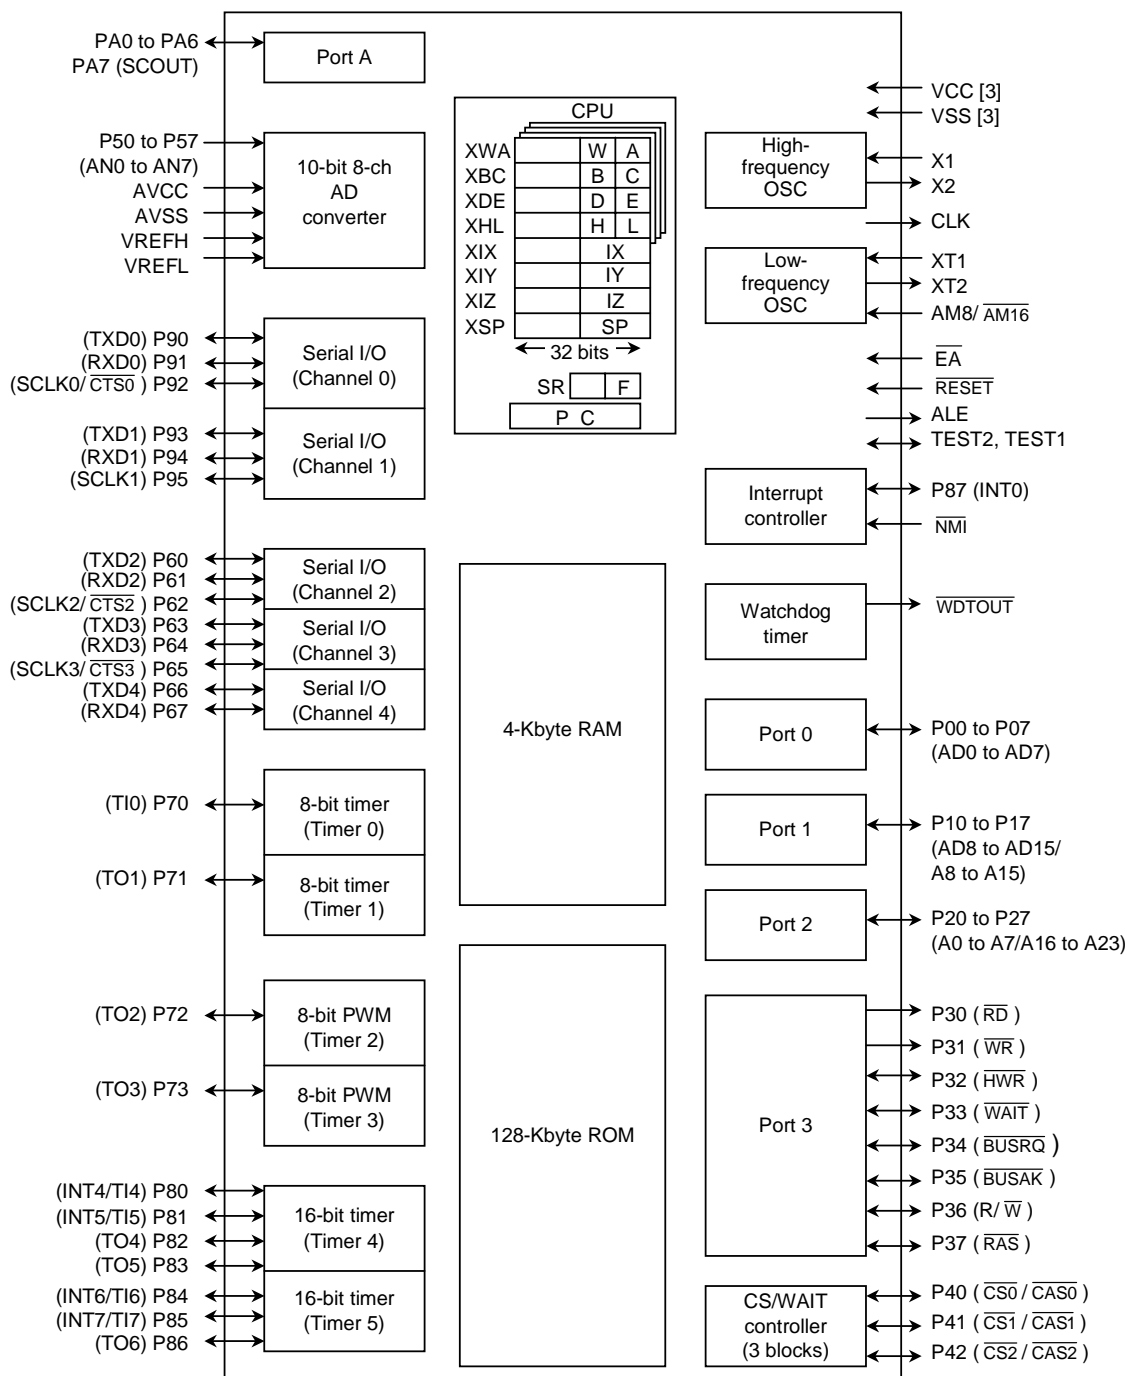 PA0 to PA6
PA7 (SCOUT)
Port A
P50 to P57
(AN0 to AN7)
AVCC
AVSS
VREFH
VREFL
10-bit 8-ch
AD
converter
(TXD0) P90
(RXD0) P91
(SCLK0/ CTS0 ) P92
Serial I/O
(Channel 0)
(TXD1) P93
(RXD1) P94
(SCLK1) P95
Serial I/O
(Channel 1)
(TXD2) P60
(RXD2) P61
(SCLK2/ CTS2 ) P62
Serial I/O
(Channel 2)
(TXD3) P63
(RXD3) P64
(SCLK3/ CTS3 ) P65
Serial I/O
(Channel 3)
(TXD4) P66
(RXD4) P67
Serial I/O
(Channel 4)
(TI0) P70
8-bit timer
(Timer 0)
(TO1) P71
8-bit timer
(Timer 1)
(TO2) P72
8-bit PWM
(Timer 2)
(TO3) P73
8-bit PWM
(Timer 3)
(INT4/TI4) P80
(INT5/TI5) P81
(TO4) P82
(TO5) P83
16-bit timer
(Timer 4)
(INT6/TI6) P84
(INT7/TI7) P85
(TO6) P86
16-bit timer
(Timer 5)
CPU
XWA W A
XBC B C
XDE D E
XHL H L
XIX IX
XIY IY
XIZ IZ
XSP SP
32 bits
SR F
P C
4-Kbyte RAM
128-Kbyte ROM
VCC [3]
VSS [3]
High-
frequency
OSC
X1
X2
CLK
Low-
frequency
OSC
XT1
XT2
AM8/ AM16
EA
RESET
ALE
TEST2, TEST1
Interrupt
controller
P87 (INT0)
NMI
Watchdog
timer
WDTOUT
Port 0
P00 to P07
(AD0 to AD7)
Port 1
P10 to P17
(AD8 to AD15/
A8 to A15)
Port 2
P20 to P27
(A0 to A7/A16 to A23)
Port 3
P30 ( RD )
P31 ( WR )
P32 ( HWR )
P33 ( WAIT )
P34 ( BUSRQ )
P35 ( BUSAK )
P36 (R/ W )
P37 ( RAS )
CS/WAIT
controller
(3 blocks)
P40 ( CS0 / CAS0 )
P41 ( CS1 / CAS1 )
P42 ( CS2 / CAS2 )